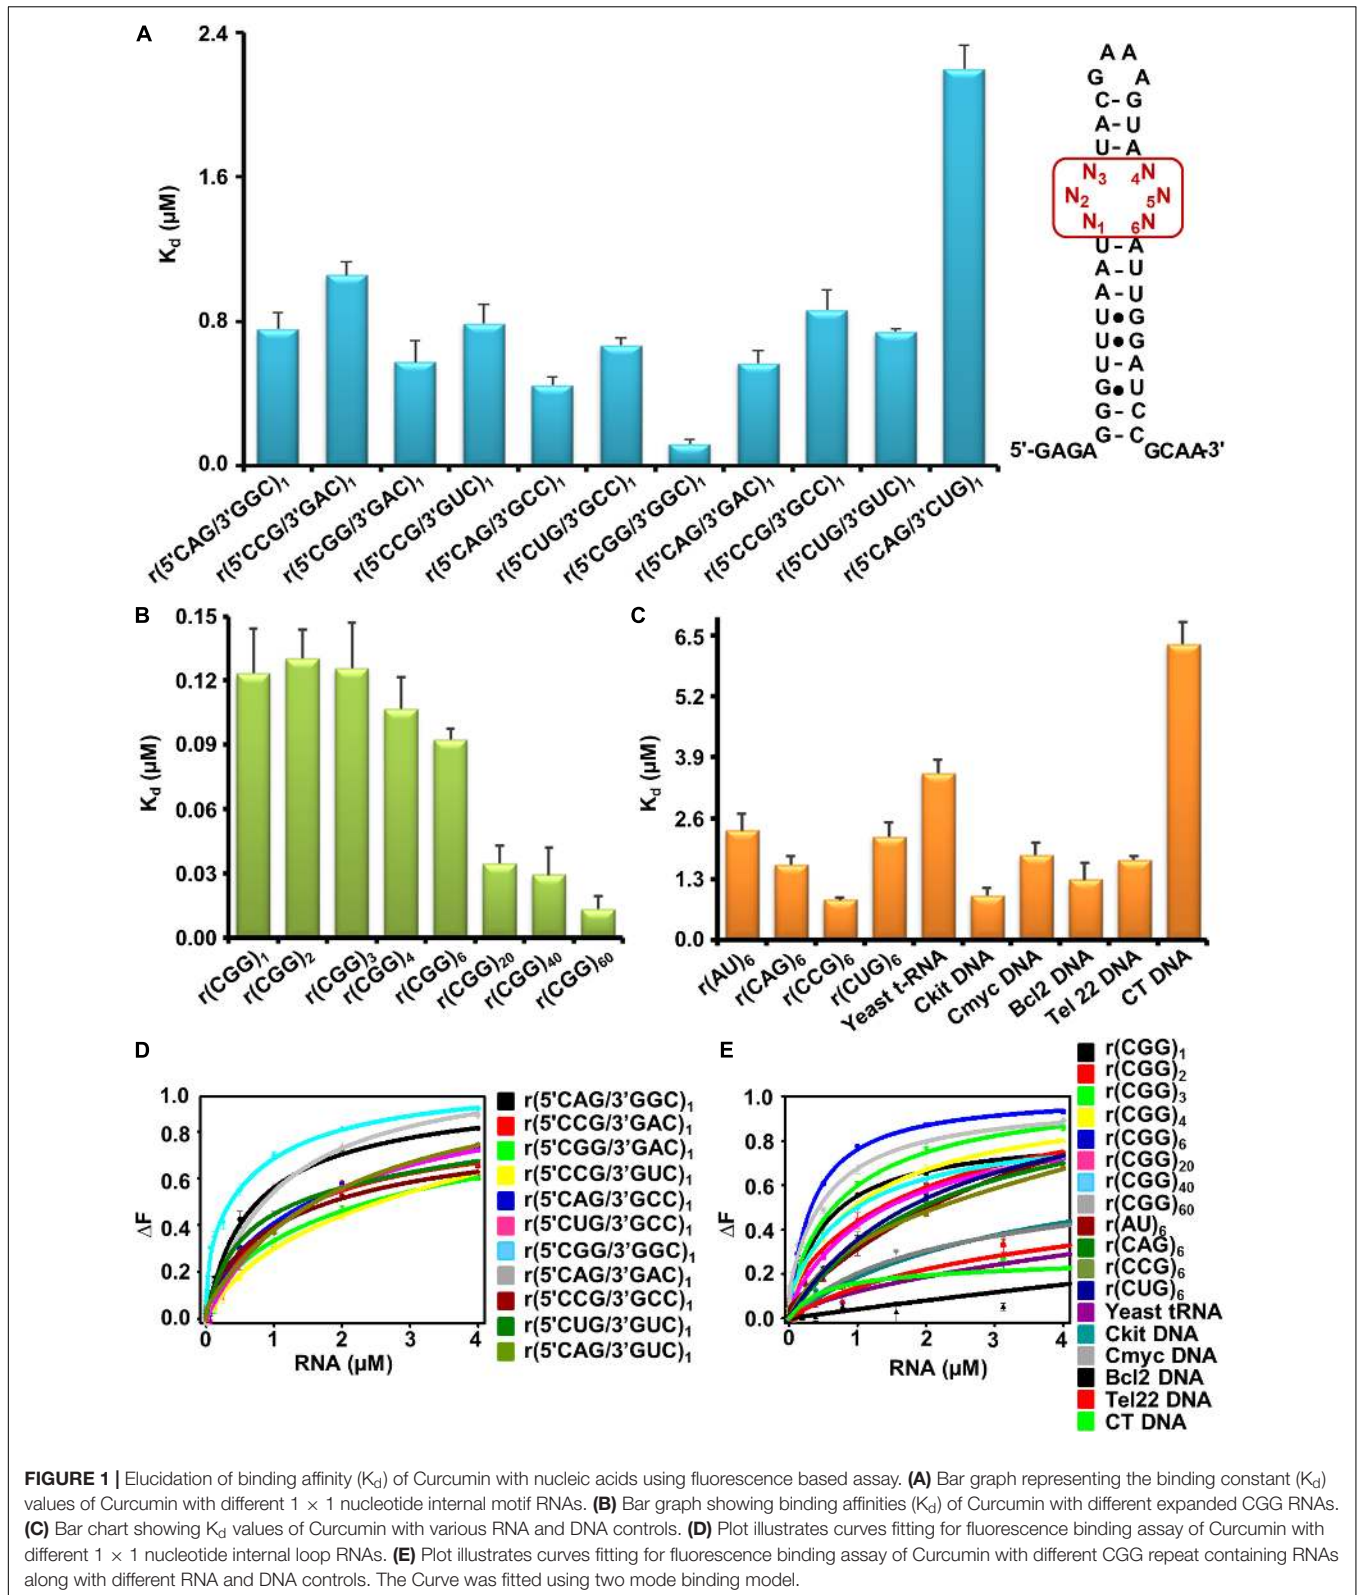 A
2.4
1.6
0.8
0.0
K_d (µM)
r(5'CAG/3'GGC)₁
r(5'CCG/3'GAC)₁
r(5'CGG/3'GAC)₁
r(5'CCG/3'GUC)₁
r(5'CAG/3'GCC)₁
r(5'CUG/3'GCC)₁
r(5'CGG/3'GGC)₁
r(5'CAG/3'GAC)₁
r(5'CCG/3'GCC)₁
r(5'CUG/3'GUC)₁
r(5'CAG/3'CUG)₁
A A
G A
C-G
A-U
U-A
N₃ ₄N
N₂ ₅N
N₁ ₆N
U-A
A-U
A-U
U•G
U•G
U-A
G•U
G-C
G-C
5'-GAGA GCAA-3'
B
0.15
0.12
0.09
0.06
0.03
0.00
K_d (µM)
r(CGG)₁
r(CGG)₂
r(CGG)₃
r(CGG)₄
r(CGG)₆
r(CGG)₂₀
r(CGG)₄₀
r(CGG)₆₀
C
6.5
5.2
3.9
2.6
1.3
0.0
K_d (µM)
r(AU)₆
r(CAG)₆
r(CCG)₆
r(CUG)₆
Yeast t-RNA
Ckit DNA
Cmyc DNA
Bcl2 DNA
Tel 22 DNA
CT DNA
D
1.0
0.8
0.6
0.4
0.2
0.0
ΔF
0 1 2 3 4
RNA (µM)
r(5'CAG/3'GGC)₁
r(5'CCG/3'GAC)₁
r(5'CGG/3'GAC)₁
r(5'CCG/3'GUC)₁
r(5'CAG/3'GCC)₁
r(5'CUG/3'GCC)₁
r(5'CGG/3'GGC)₁
r(5'CAG/3'GAC)₁
r(5'CCG/3'GCC)₁
r(5'CUG/3'GUC)₁
r(5'CAG/3'GUC)₁
E
1.0
0.8
0.6
0.4
0.2
0.0
ΔF
0 1 2 3 4
RNA (µM)
r(CGG)₁
r(CGG)₂
r(CGG)₃
r(CGG)₄
r(CGG)₆
r(CGG)₂₀
r(CGG)₄₀
r(CGG)₆₀
r(AU)₆
r(CAG)₆
r(CCG)₆
r(CUG)₆
Yeast tRNA
Ckit DNA
Cmyc DNA
Bcl2 DNA
Tel22 DNA
CT DNA
FIGURE 1 | Elucidation of binding affinity (K_d) of Curcumin with nucleic acids using fluorescence based assay. (A) Bar graph representing the binding constant (K_d)
values of Curcumin with different 1 × 1 nucleotide internal motif RNAs. (B) Bar graph showing binding affinities (K_d) of Curcumin with different expanded CGG RNAs.
(C) Bar chart showing K_d values of Curcumin with various RNA and DNA controls. (D) Plot illustrates curves fitting for fluorescence binding assay of Curcumin with
different 1 × 1 nucleotide internal loop RNAs. (E) Plot illustrates curves fitting for fluorescence binding assay of Curcumin with different CGG repeat containing RNAs
along with different RNA and DNA controls. The Curve was fitted using two mode binding model.